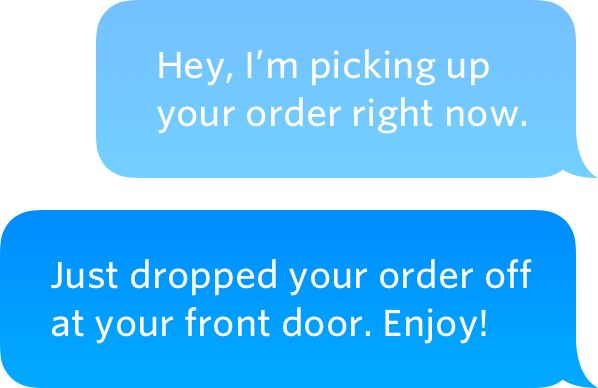 Hey, I’m picking up
your order right now.
Just dropped your order off
at your front door. Enjoy!